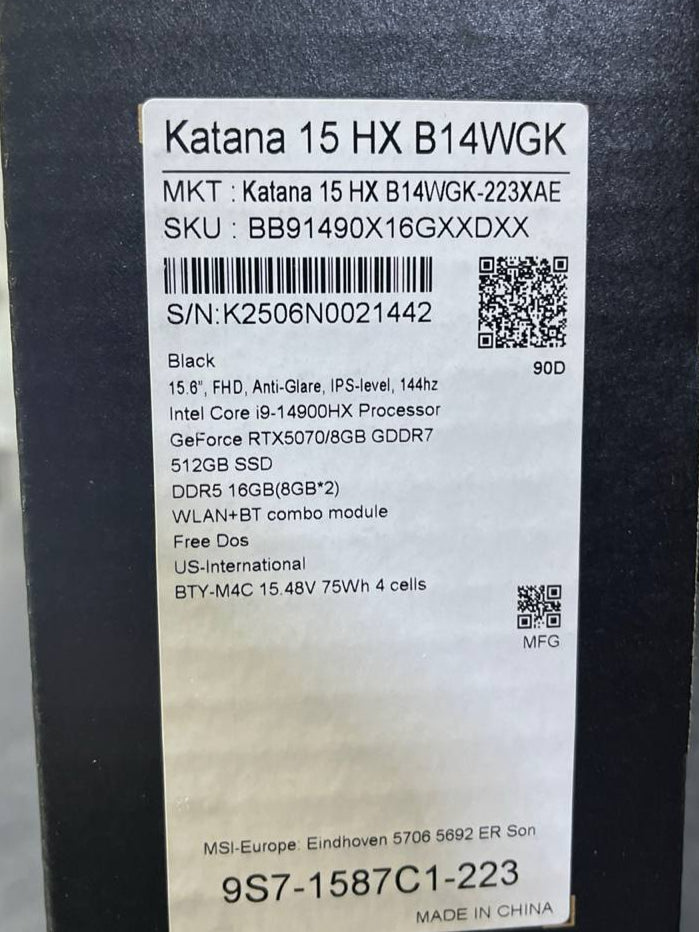 Katana 15 HX B14WGK
MKT : Katana 15 HX B14WGK-223XAE
SKU : BB91490X16GXXDXX
S/N:K2506N0021442
90D
Black
15.6", FHD, Anti-Glare, IPS-level, 144hz
Intel Core i9-14900HX Processor
GeForce RTX5070/8GB GDDR7
512GB SSD
DDR5 16GB(8GB*2)
WLAN+BT combo module
Free Dos
US-International
BTY-M4C 15.48V 75Wh 4 cells
MFG
MSI-Europe: Eindhoven 5706 5692 ER Son
9S7-1587C1-223
MADE IN CHINA